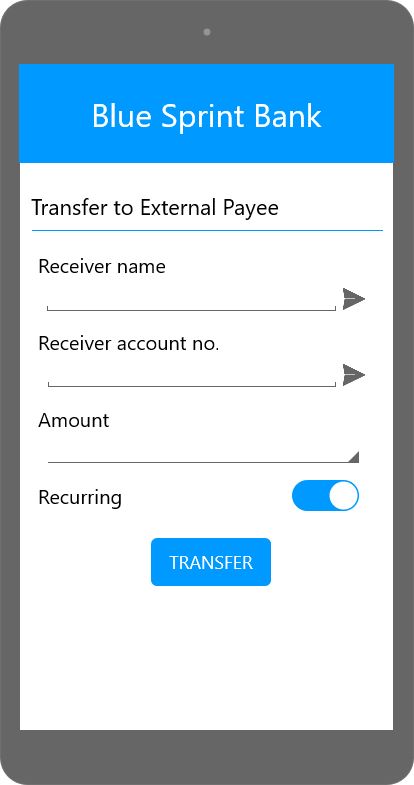 Blue Sprint Bank
Transfer to External Payee
Receiver name
Receiver account no.
Amount
Recurring
TRANSFER